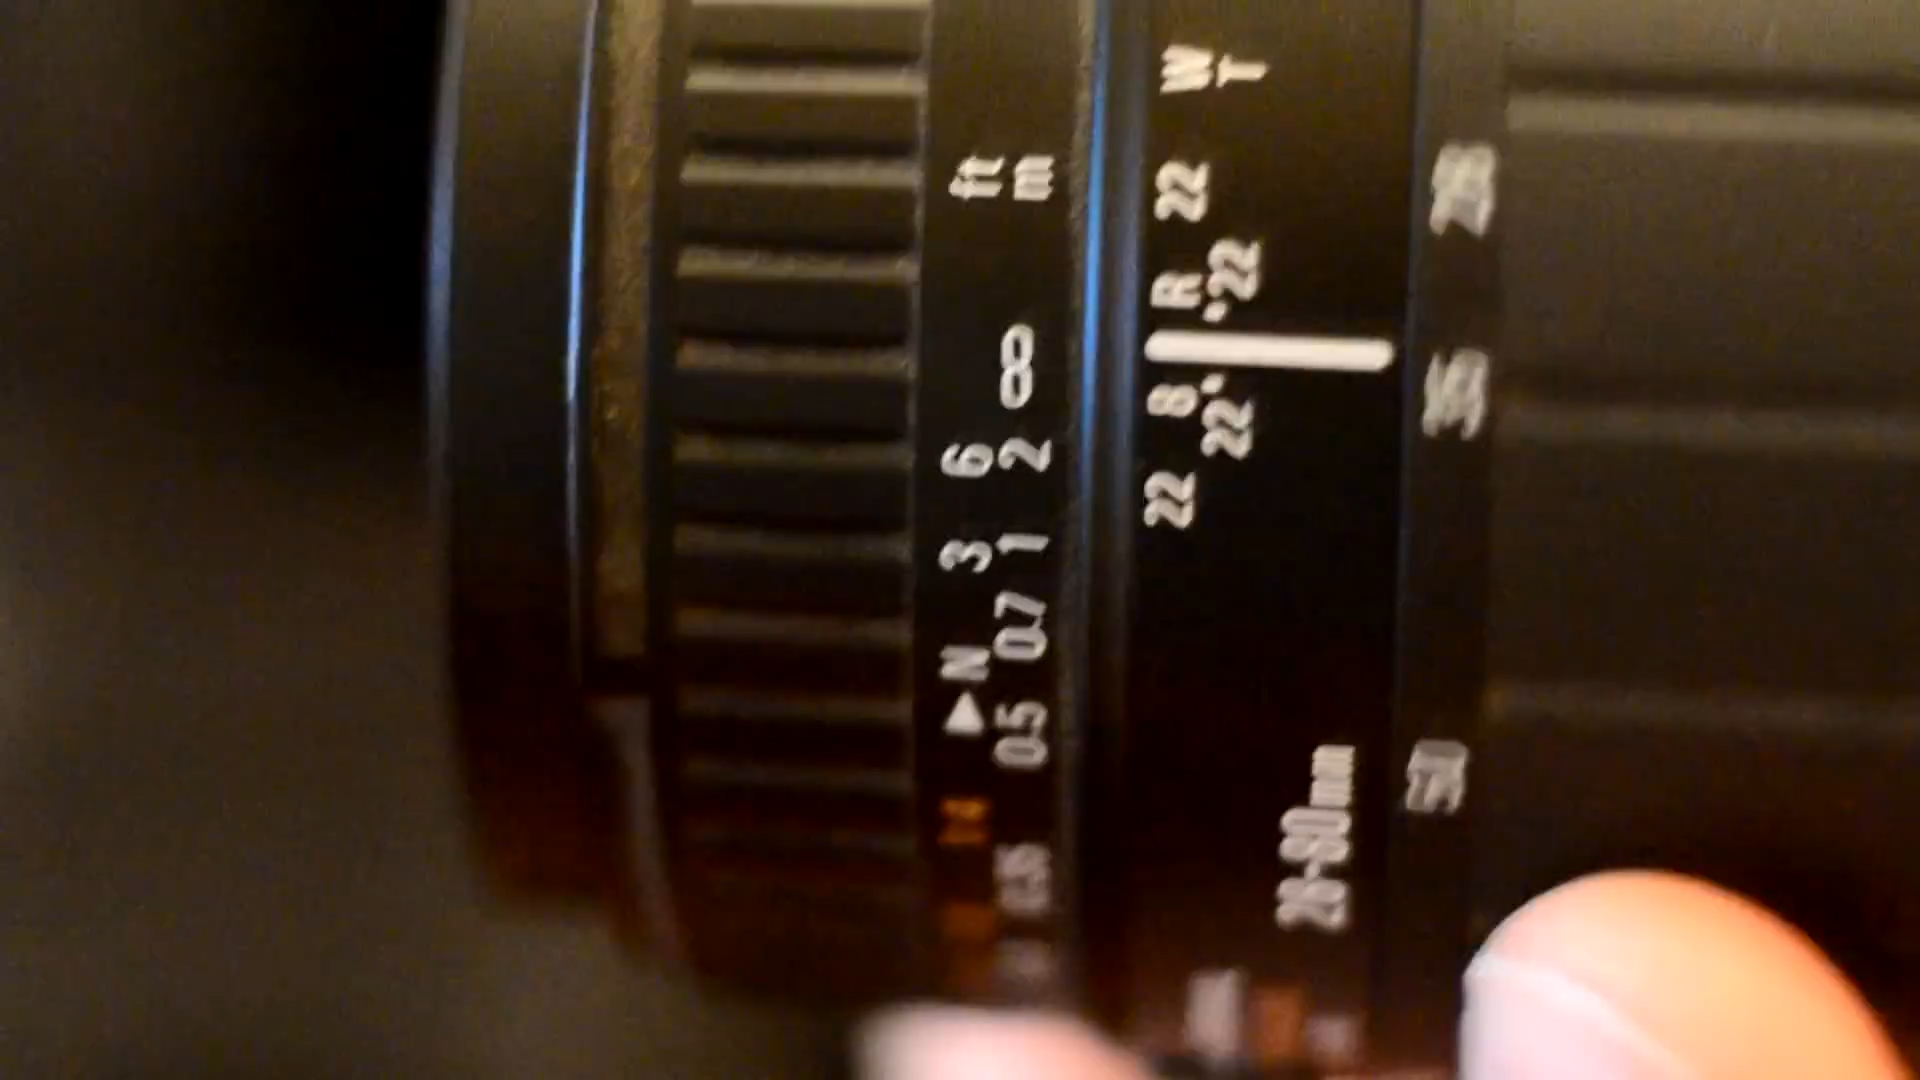 ft 6 3 N
m ∞ 2 1 0.7 0.5
W 22 R 8 22
T 22 22
28-80mm
28 35 50